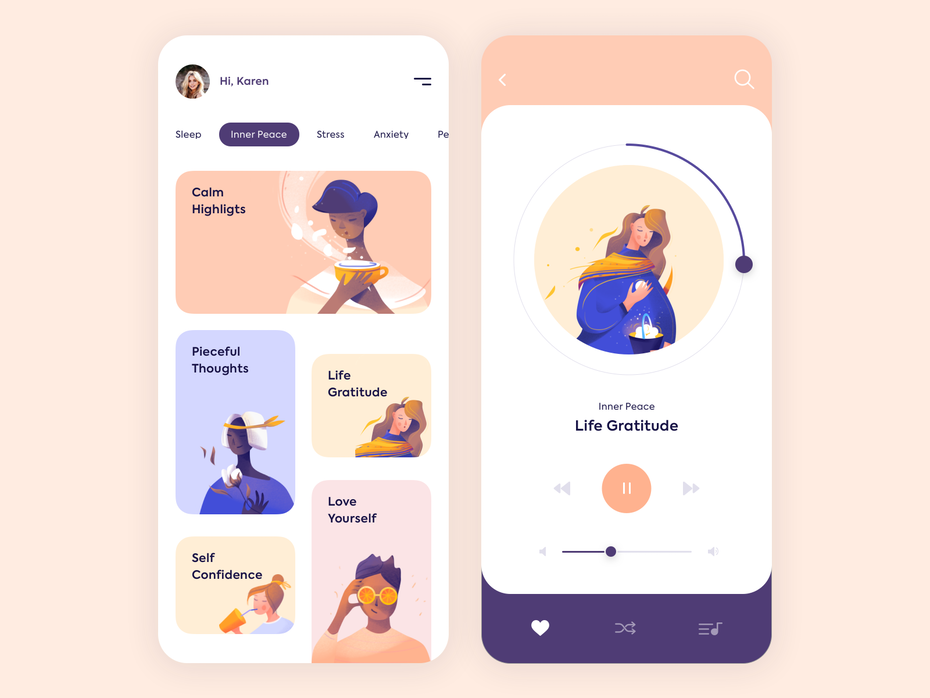 Hi, Karen
Sleep Inner Peace Stress Anxiety Pe
Calm
Highligts
Pieceful
Thoughts
Life
Gratitude
Love
Yourself
Self
Confidence
Inner Peace
Life Gratitude